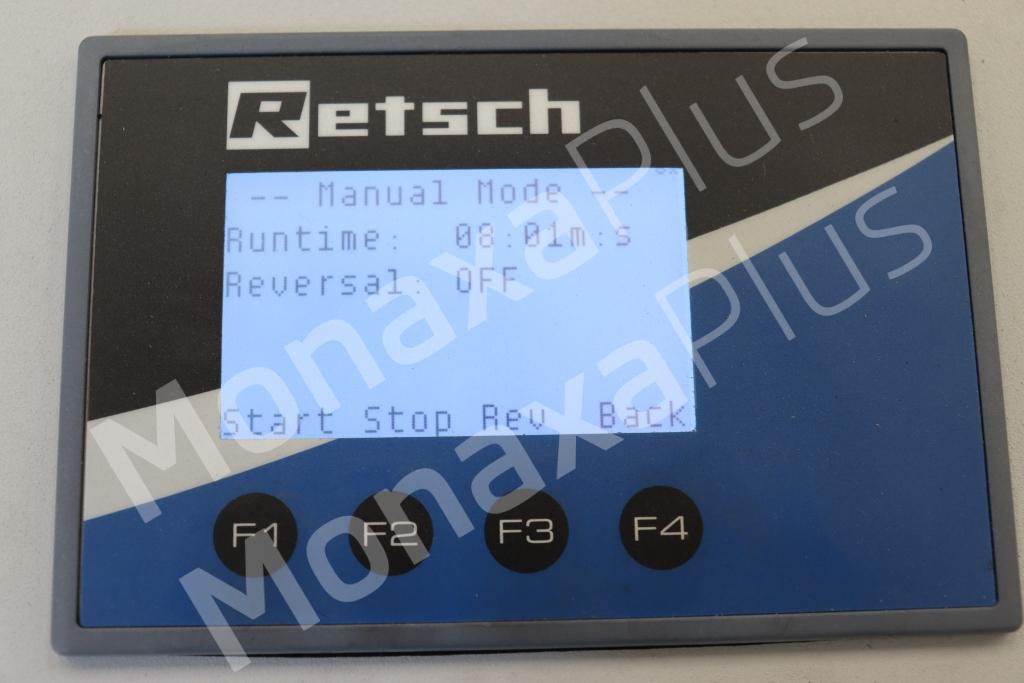 Retsch
-- Manual Mode --
Runtime: 08:01m:s
Reversal: OFF
Start Stop Rev Back
F1 F2 F3 F4
MonaxaPlus
MonaxaPlus